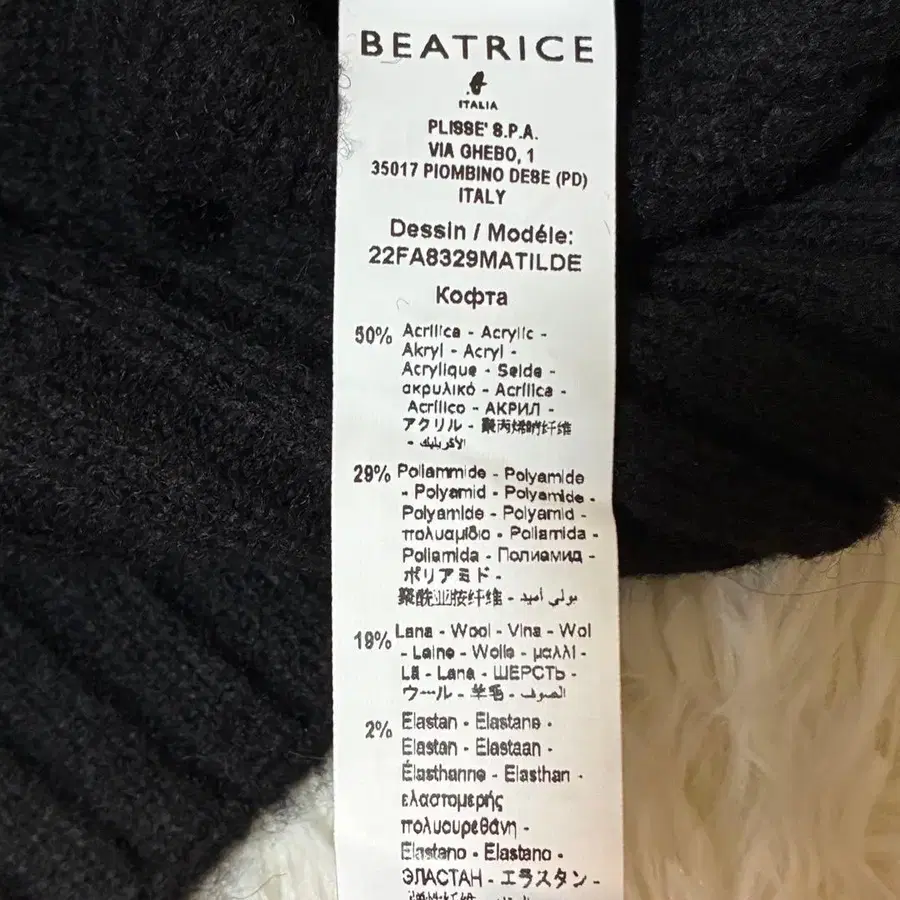 BEATRICE
.b
ITALIA
PLISSE' S.P.A.
VIA GHEBO, 1
35017 PIOMBINO DESE (PD)
ITALY
Dessin / Modéle:
22FA8329MATILDE
Кофта
50% Acrilica - Acrylic -
Akryl - Acryl -
Acrylique - Seide -
ακρυλικό - Acrílica -
Acrílico - АКРИЛ -
アクリル - 聚丙烯腈纤维
- الأكريليك
29% Poliammide - Polyamide
- Polyamid - Polyamide -
Polyamide - Polyamid -
πολυαμίδιο - Poliamida -
Poliamida - Полиамид -
ポリアミド -
聚酰亚胺纤维 - بولي أميد
19% Lana - Wool - Vlna - Wol
- Laine - Wolle - μαλλί -
Lã - Lana - ШЕРСТЬ -
ウール - 羊毛 - الصوف
2% Elastan - Elastane -
Elastan - Elastaan -
Élasthanne - Elasthan -
ελαστομερής
πολυουρεθάνη -
Elastano - Elastano -
ЭЛАСТАН - エラスタン -